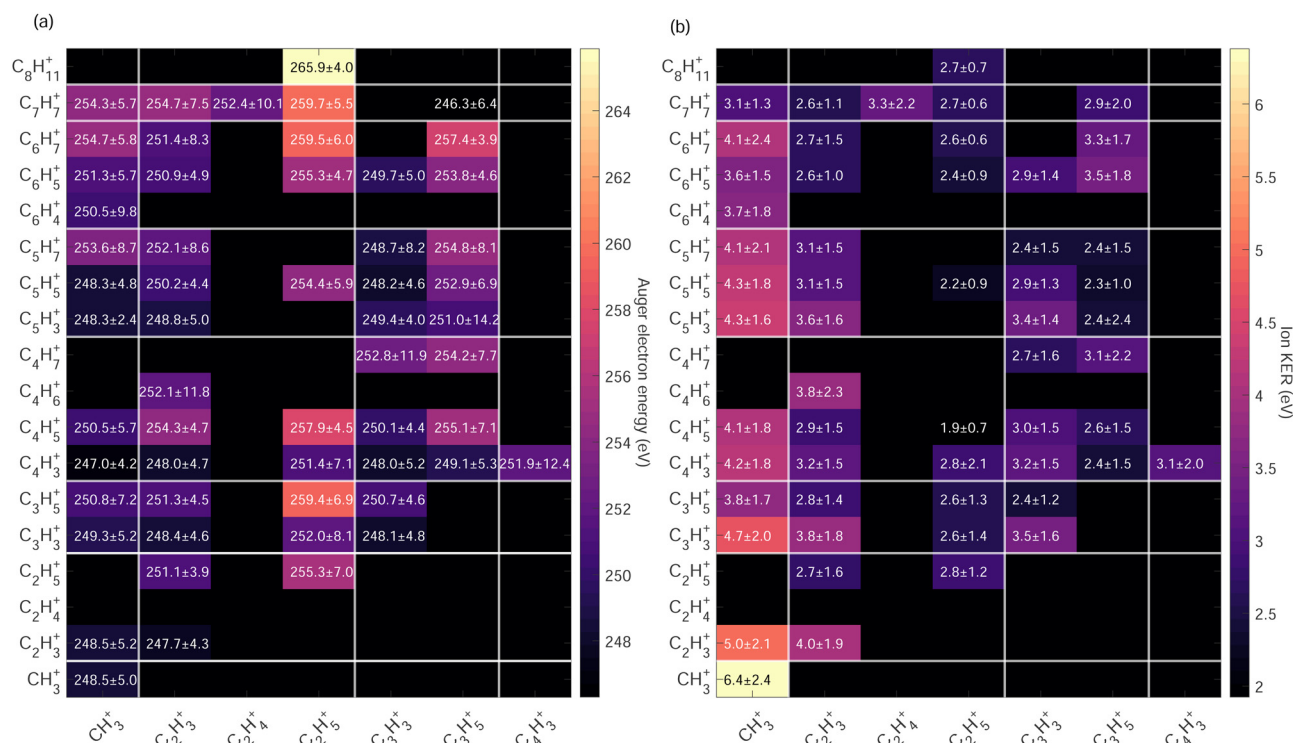 (a)
C8H11+ 265.9±4.0
C7H7+ 254.3±5.7 254.7±7.5 252.4±10.1 259.7±5.5 246.3±6.4
C6H7+ 254.7±5.8 251.4±8.3 259.5±6.0 257.4±3.9
C6H5+ 251.3±5.7 250.9±4.9 255.3±4.7 249.7±5.0 253.8±4.6
C6H4+ 250.5±9.8
C5H7+ 253.6±8.7 252.1±8.6 248.7±8.2 254.8±8.1
C5H5+ 248.3±4.8 250.2±4.4 254.4±5.9 248.2±4.6 252.9±6.9
C5H3+ 248.3±2.4 248.8±5.0 249.4±4.0 251.0±14.2
C4H7+ 252.8±11.9 254.2±7.7
C4H6+ 252.1±11.8
C4H5+ 250.5±5.7 254.3±4.7 257.9±4.5 250.1±4.4 255.1±7.1
C4H3+ 247.0±4.2 248.0±4.7 251.4±7.1 248.0±5.2 249.1±5.3 251.9±12.4
C3H5+ 250.8±7.2 251.3±4.5 259.4±6.9 250.7±4.6
C3H3+ 249.3±5.2 248.4±4.6 252.0±8.1 248.1±4.8
C2H5+ 251.1±3.9 255.3±7.0
C2H4+
C2H3+ 248.5±5.2 247.7±4.3
CH3+ 248.5±5.0
CH3+ C2H3+ C2H4+ C2H5+ C3H3+ C3H5+ C4H3+
264
262
260
258
256
254
252
250
248
Auger electron energy (eV)
(b)
C8H11+ 2.7±0.7
C7H7+ 3.1±1.3 2.6±1.1 3.3±2.2 2.7±0.6 2.9±2.0
C6H7+ 4.1±2.4 2.7±1.5 2.6±0.6 3.3±1.7
C6H5+ 3.6±1.5 2.6±1.0 2.4±0.9 2.9±1.4 3.5±1.8
C6H4+ 3.7±1.8
C5H7+ 4.1±2.1 3.1±1.5 2.4±1.5 2.4±1.5
C5H5+ 4.3±1.8 3.1±1.5 2.2±0.9 2.9±1.3 2.3±1.0
C5H3+ 4.3±1.6 3.6±1.6 3.4±1.4 2.4±2.4
C4H7+ 2.7±1.6 3.1±2.2
C4H6+ 3.8±2.3
C4H5+ 4.1±1.8 2.9±1.5 1.9±0.7 3.0±1.5 2.6±1.5
C4H3+ 4.2±1.8 3.2±1.5 2.8±2.1 3.2±1.5 2.4±1.5 3.1±2.0
C3H5+ 3.8±1.7 2.8±1.4 2.6±1.3 2.4±1.2
C3H3+ 4.7±2.0 3.8±1.8 2.6±1.4 3.5±1.6
C2H5+ 2.7±1.6 2.8±1.2
C2H4+
C2H3+ 5.0±2.1 4.0±1.9
CH3+ 6.4±2.4
CH3+ C2H3+ C2H4+ C2H5+ C3H3+ C3H5+ C4H3+
6
5.5
5
4.5
4
3.5
3
2.5
2
Ion KER (eV)